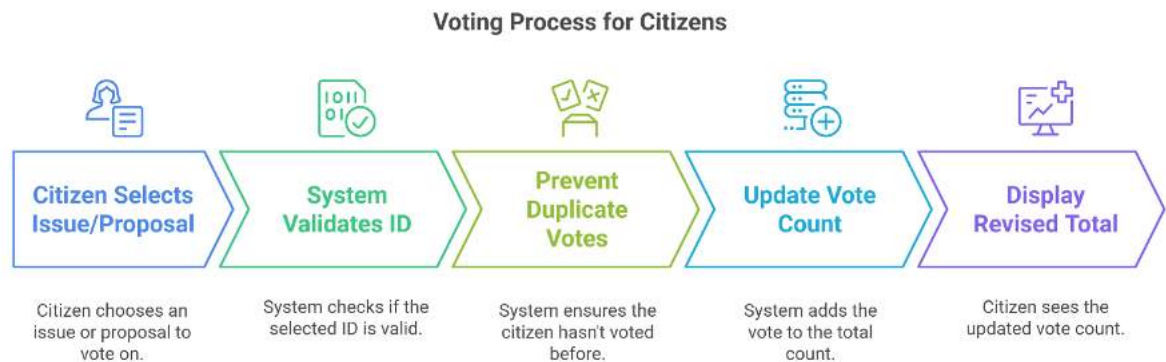 Voting Process for Citizens
1011
01
Citizen Selects
Issue/Proposal
System
Validates ID
Prevent
Duplicate
Votes
Update Vote
Count
Display
Revised Total
Citizen chooses an
issue or proposal to
vote on.
System checks if the
selected ID is valid.
System ensures the
citizen hasn't voted
before.
System adds the
vote to the total
count.
Citizen sees the
updated vote count.